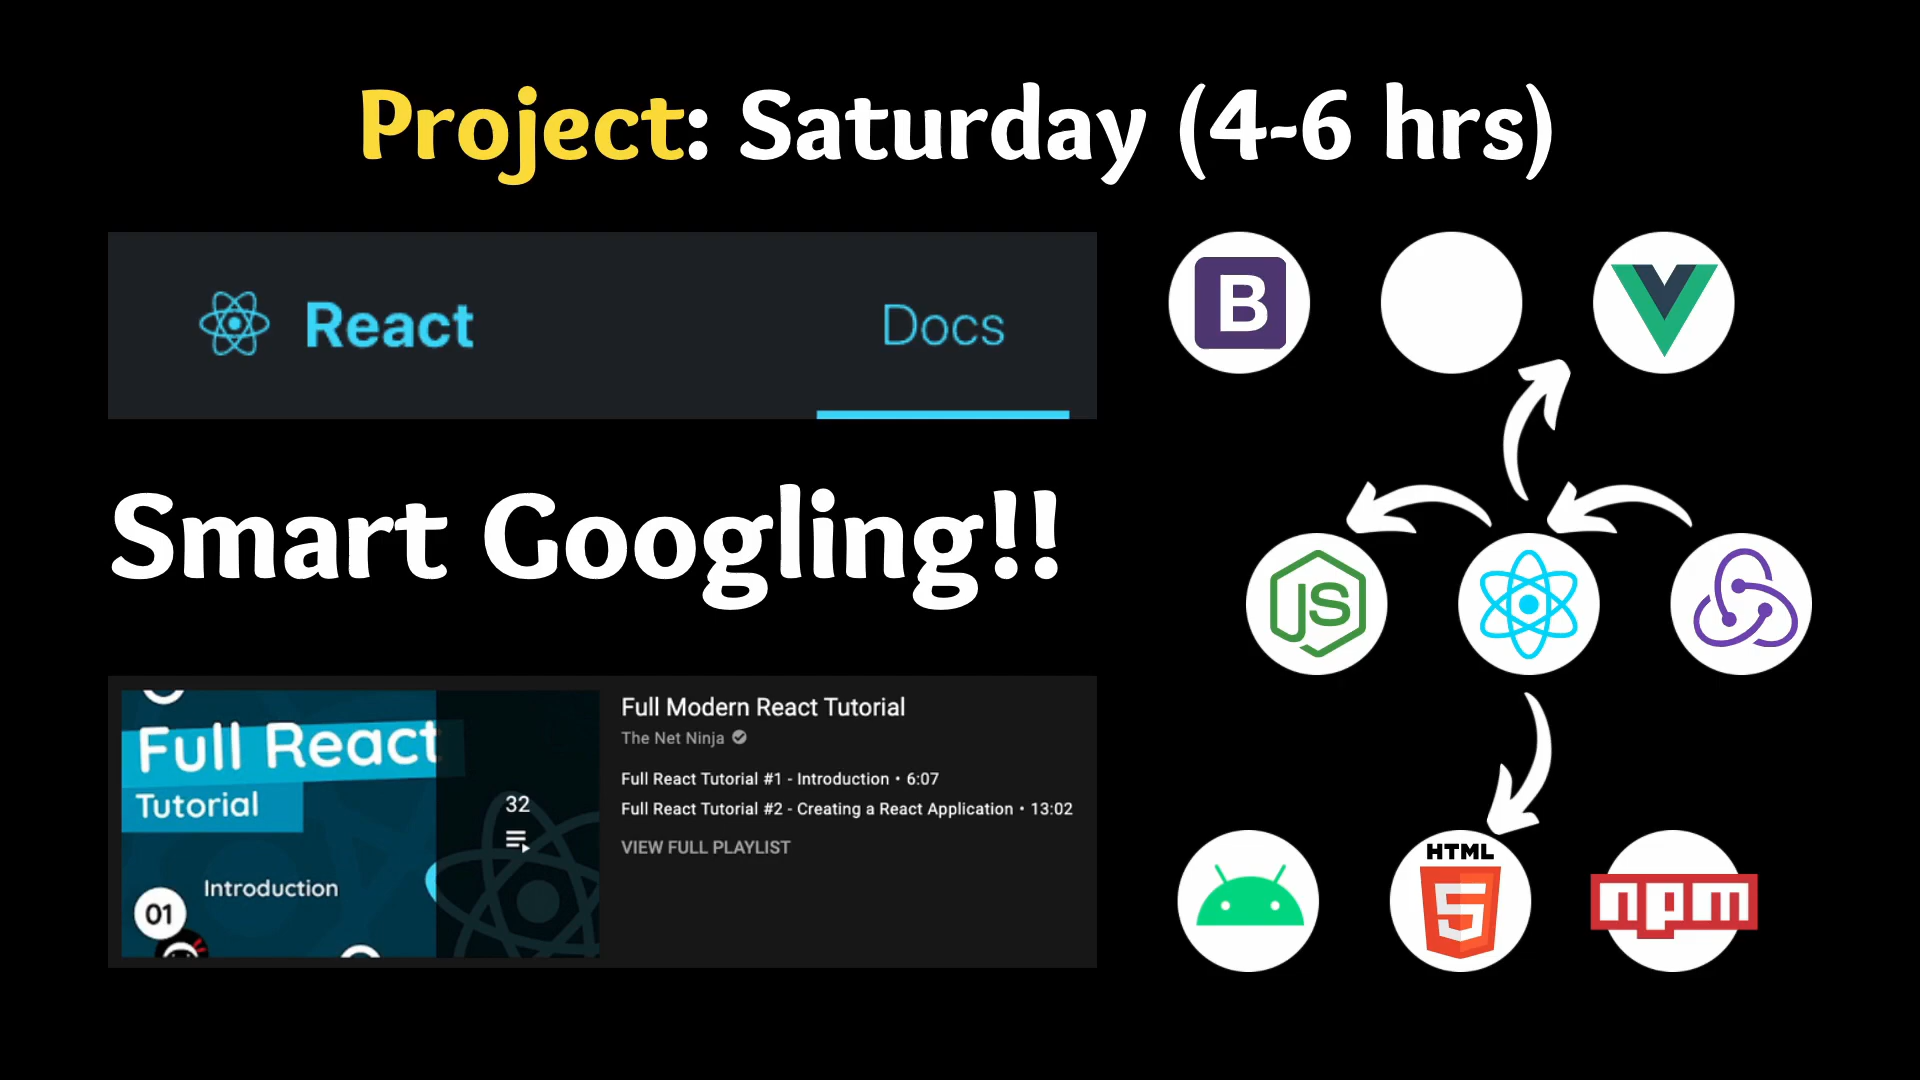 Project: Saturday (4-6 hrs)
React
Docs
Smart Googling!!
Full React
Tutorial
Introduction
01
32
Full Modern React Tutorial
The Net Ninja
Full React Tutorial #1 - Introduction • 6:07
Full React Tutorial #2 - Creating a React Application • 13:02
VIEW FULL PLAYLIST
B
JS
HTML
5
npm